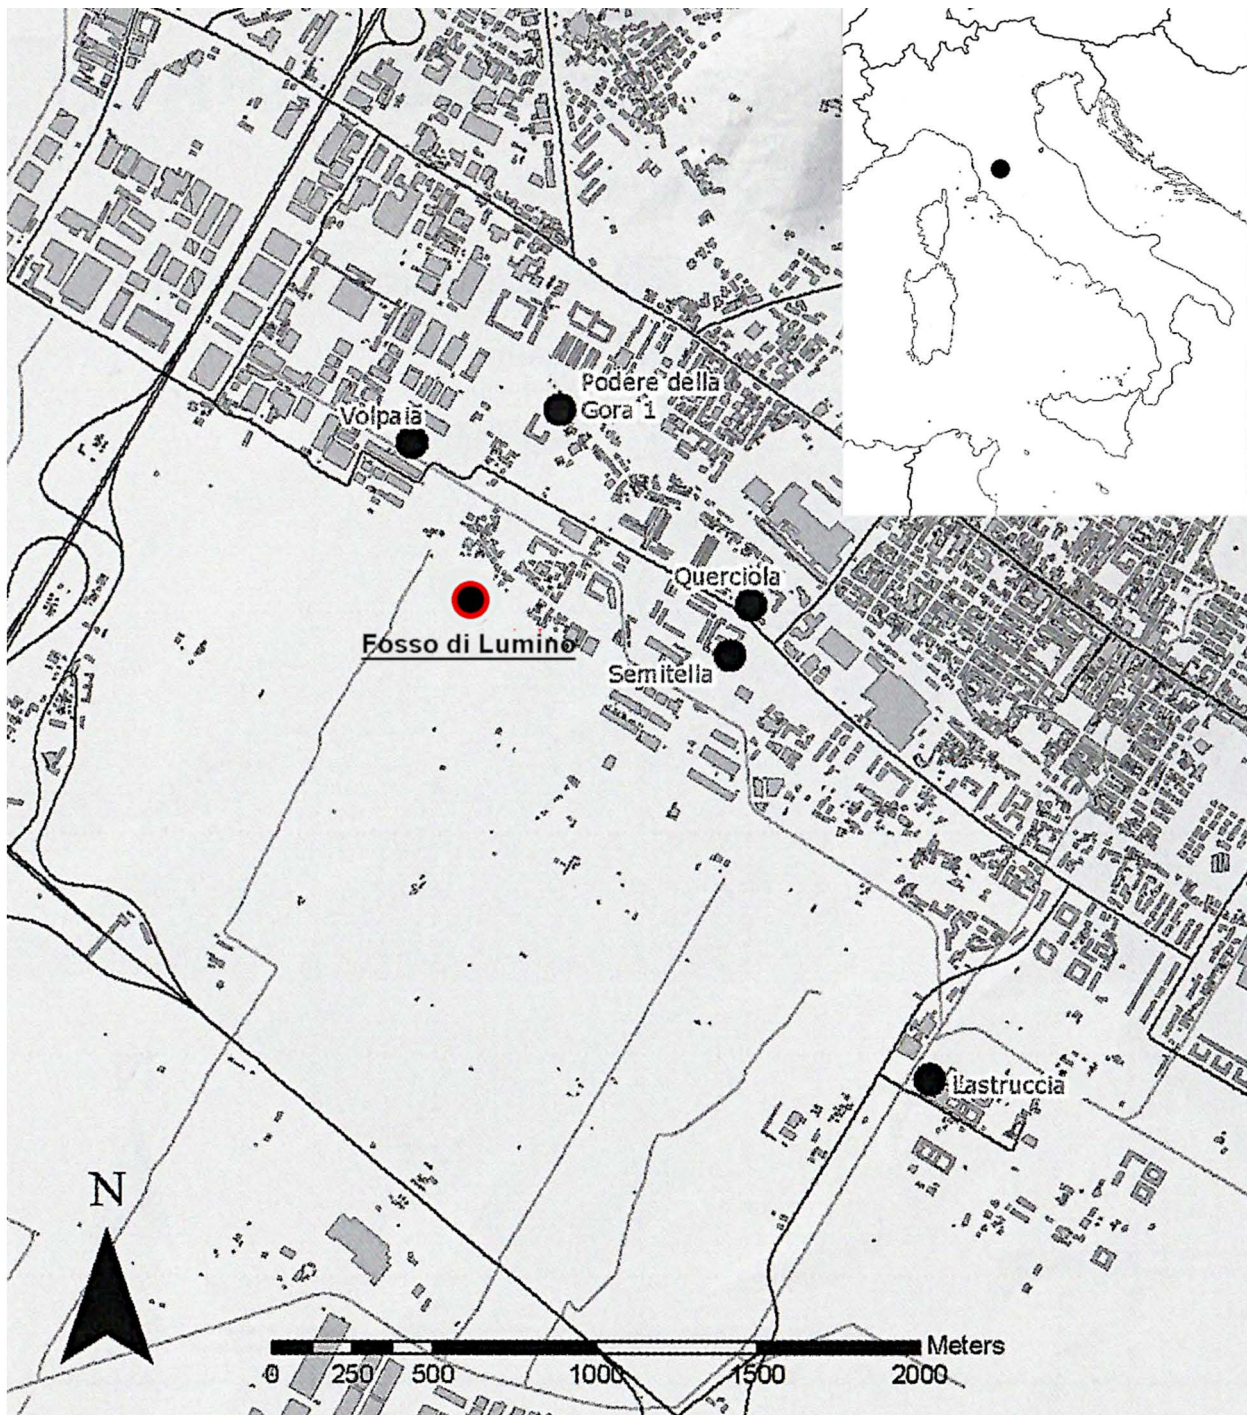 Podere della
Gora 1
Volpaia
Querciola
Fosso di Lumino
Semitella
Lastruccia
N
Meters
0 250 500 1000 1500 2000